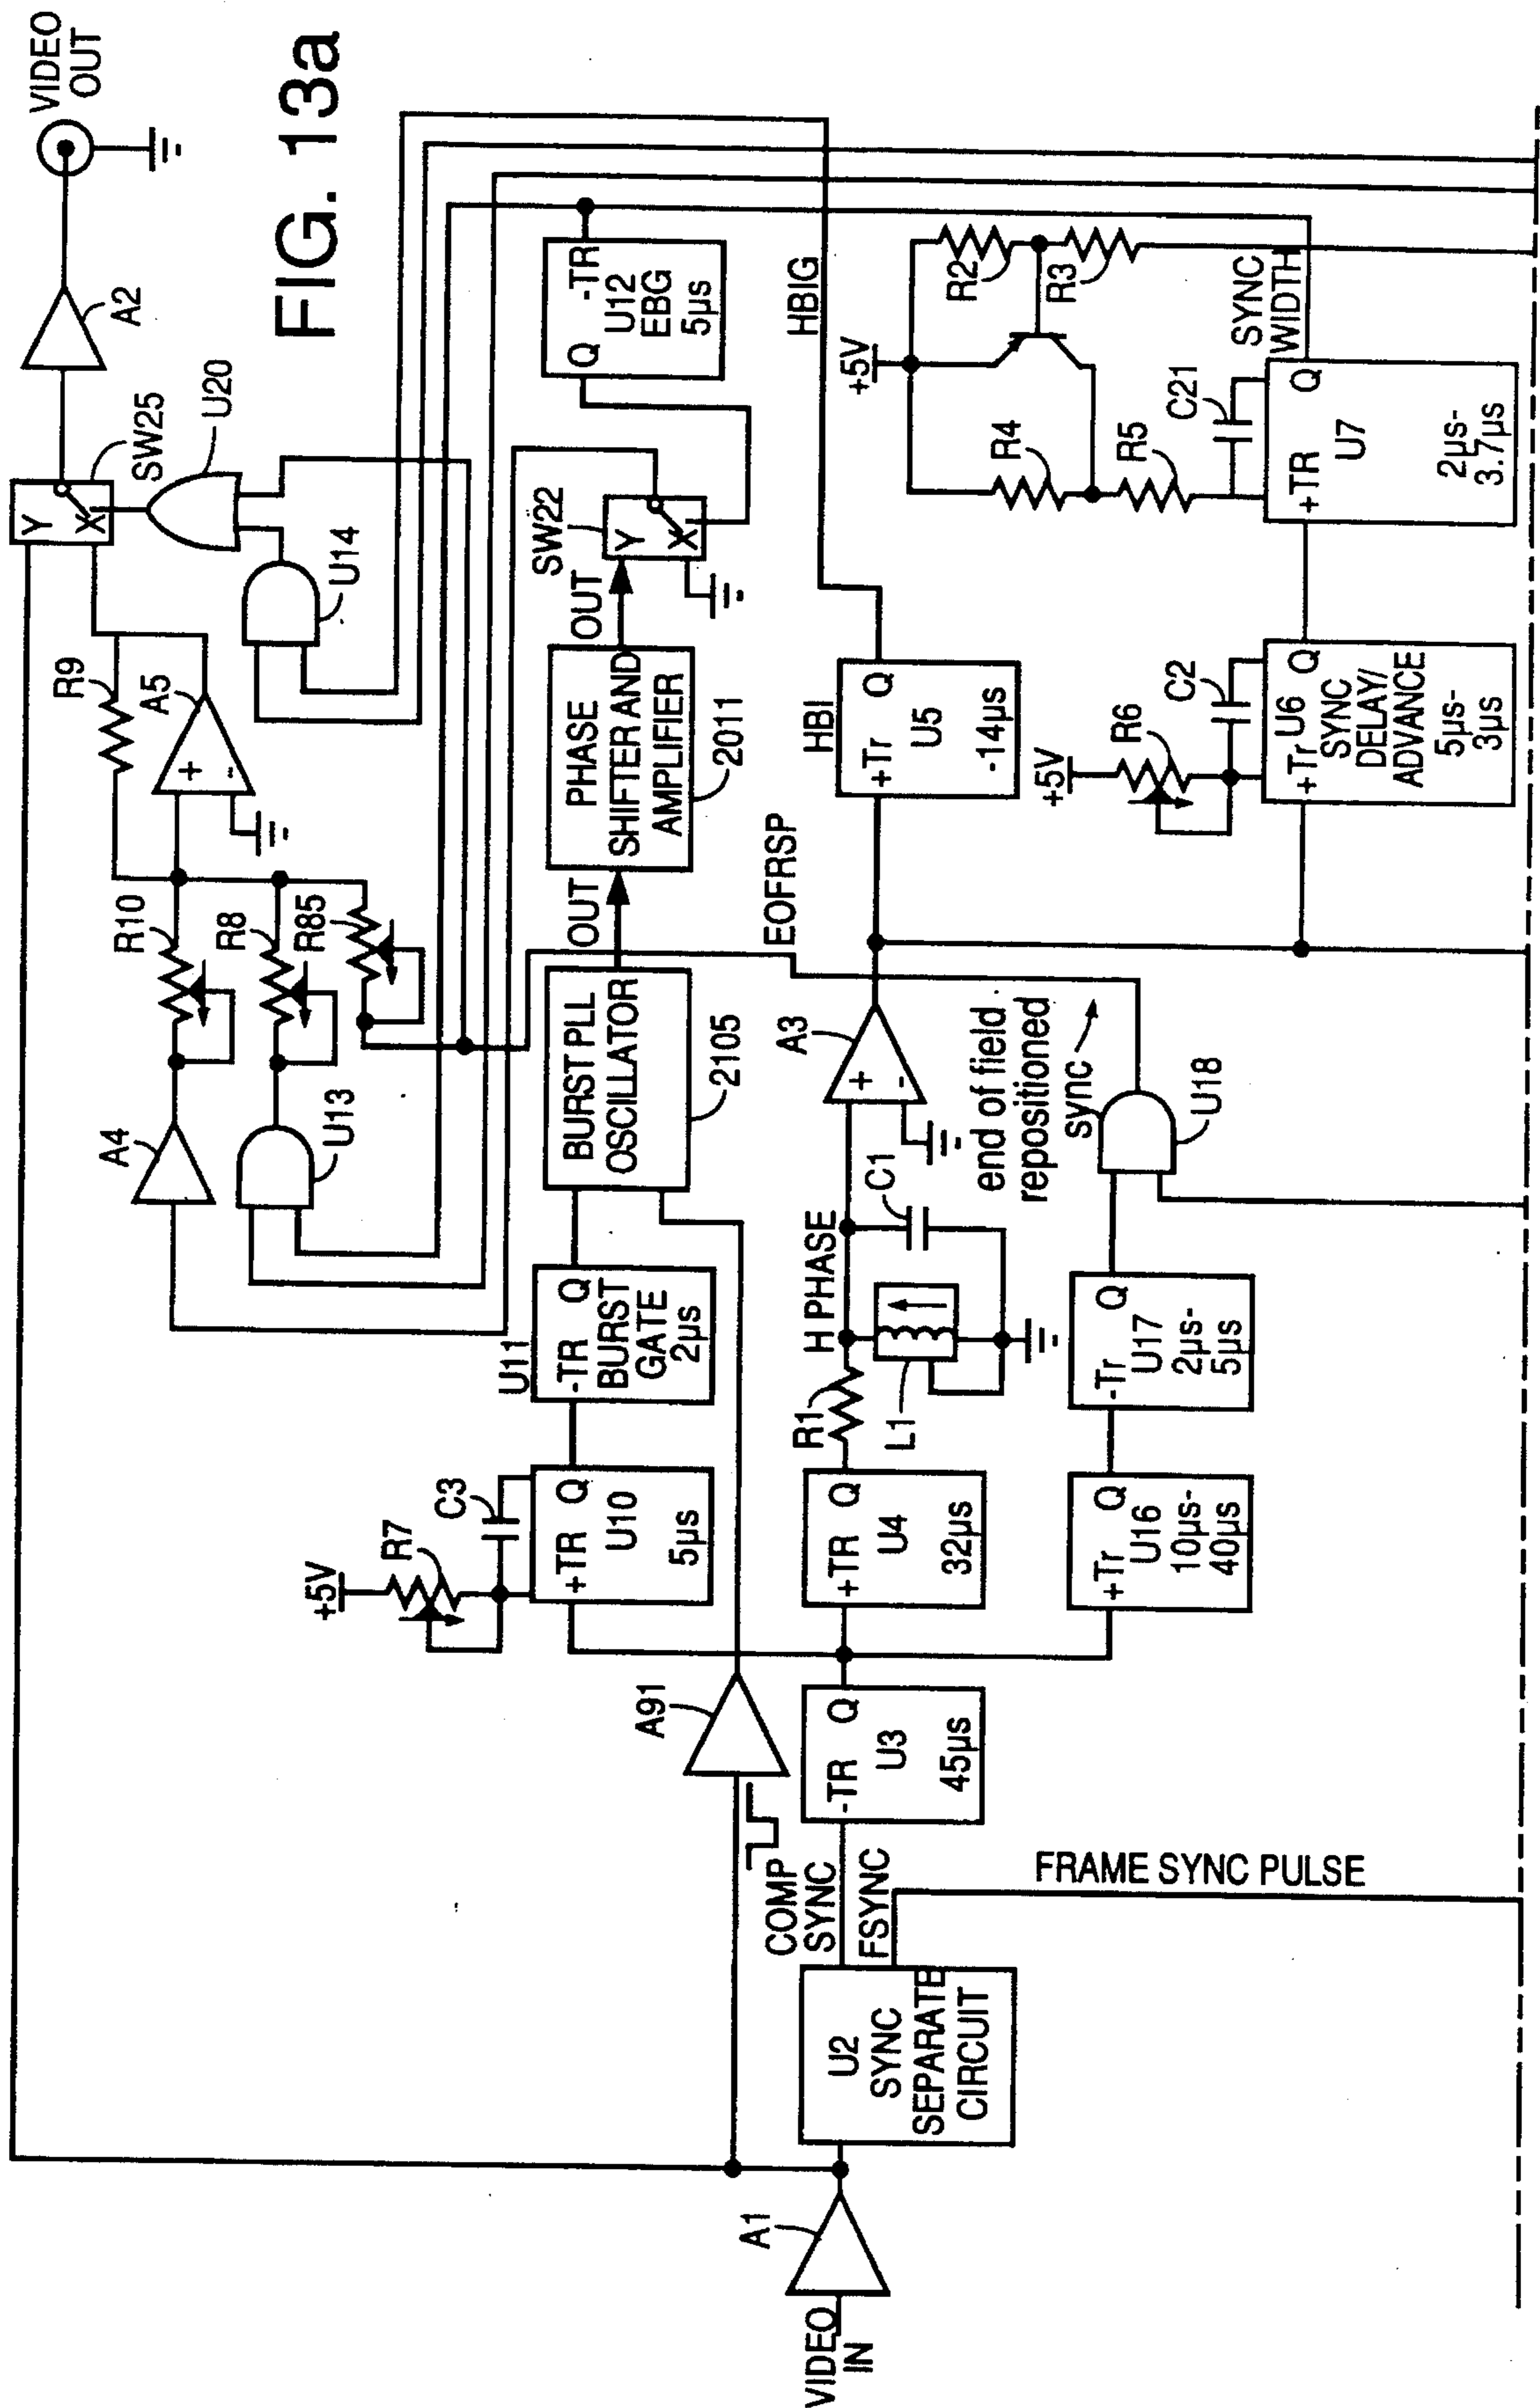 FIG. 13a
VIDEO
OUT
A2
SW25
Y
X
U20
U14
R9
A5
+
-
R10
R8
R85
A4
U13
-TR
Q
U12
EBG
5µs
SW22
Y
X
OUT
PHASE
SHIFTER AND
AMPLIFIER
2011
OUT
BURST PLL
OSCILLATOR
2105
U11
-TR Q
BURST
GATE
2µs
+5V
R7
C3
+TR Q
U10
5µs
A91
HBIG
HBI
+Tr Q
U5
-14µs
EOFRSP
A3
+
-
H PHASE
C1
R1
L1
+TR Q
U4
32µs
-TR Q
U3
45µs
COMP
SYNC
FSYNC
FRAME SYNC PULSE
U2
SYNC
SEPARATE
CIRCUIT
A1
VIDEO
IN
end of field
repositioned
sync
U18
-Tr Q
U17
2µs-
5µs
+Tr Q
U16
10µs-
40µs
+5V
R2
R3
R4
R5
C21
SYNC
WIDTH
+TR Q
U7
2µs-
3.7µs
+5V
R6
C2
+Tr U6 Q
SYNC
DELAY/
ADVANCE
5µs-
3µs